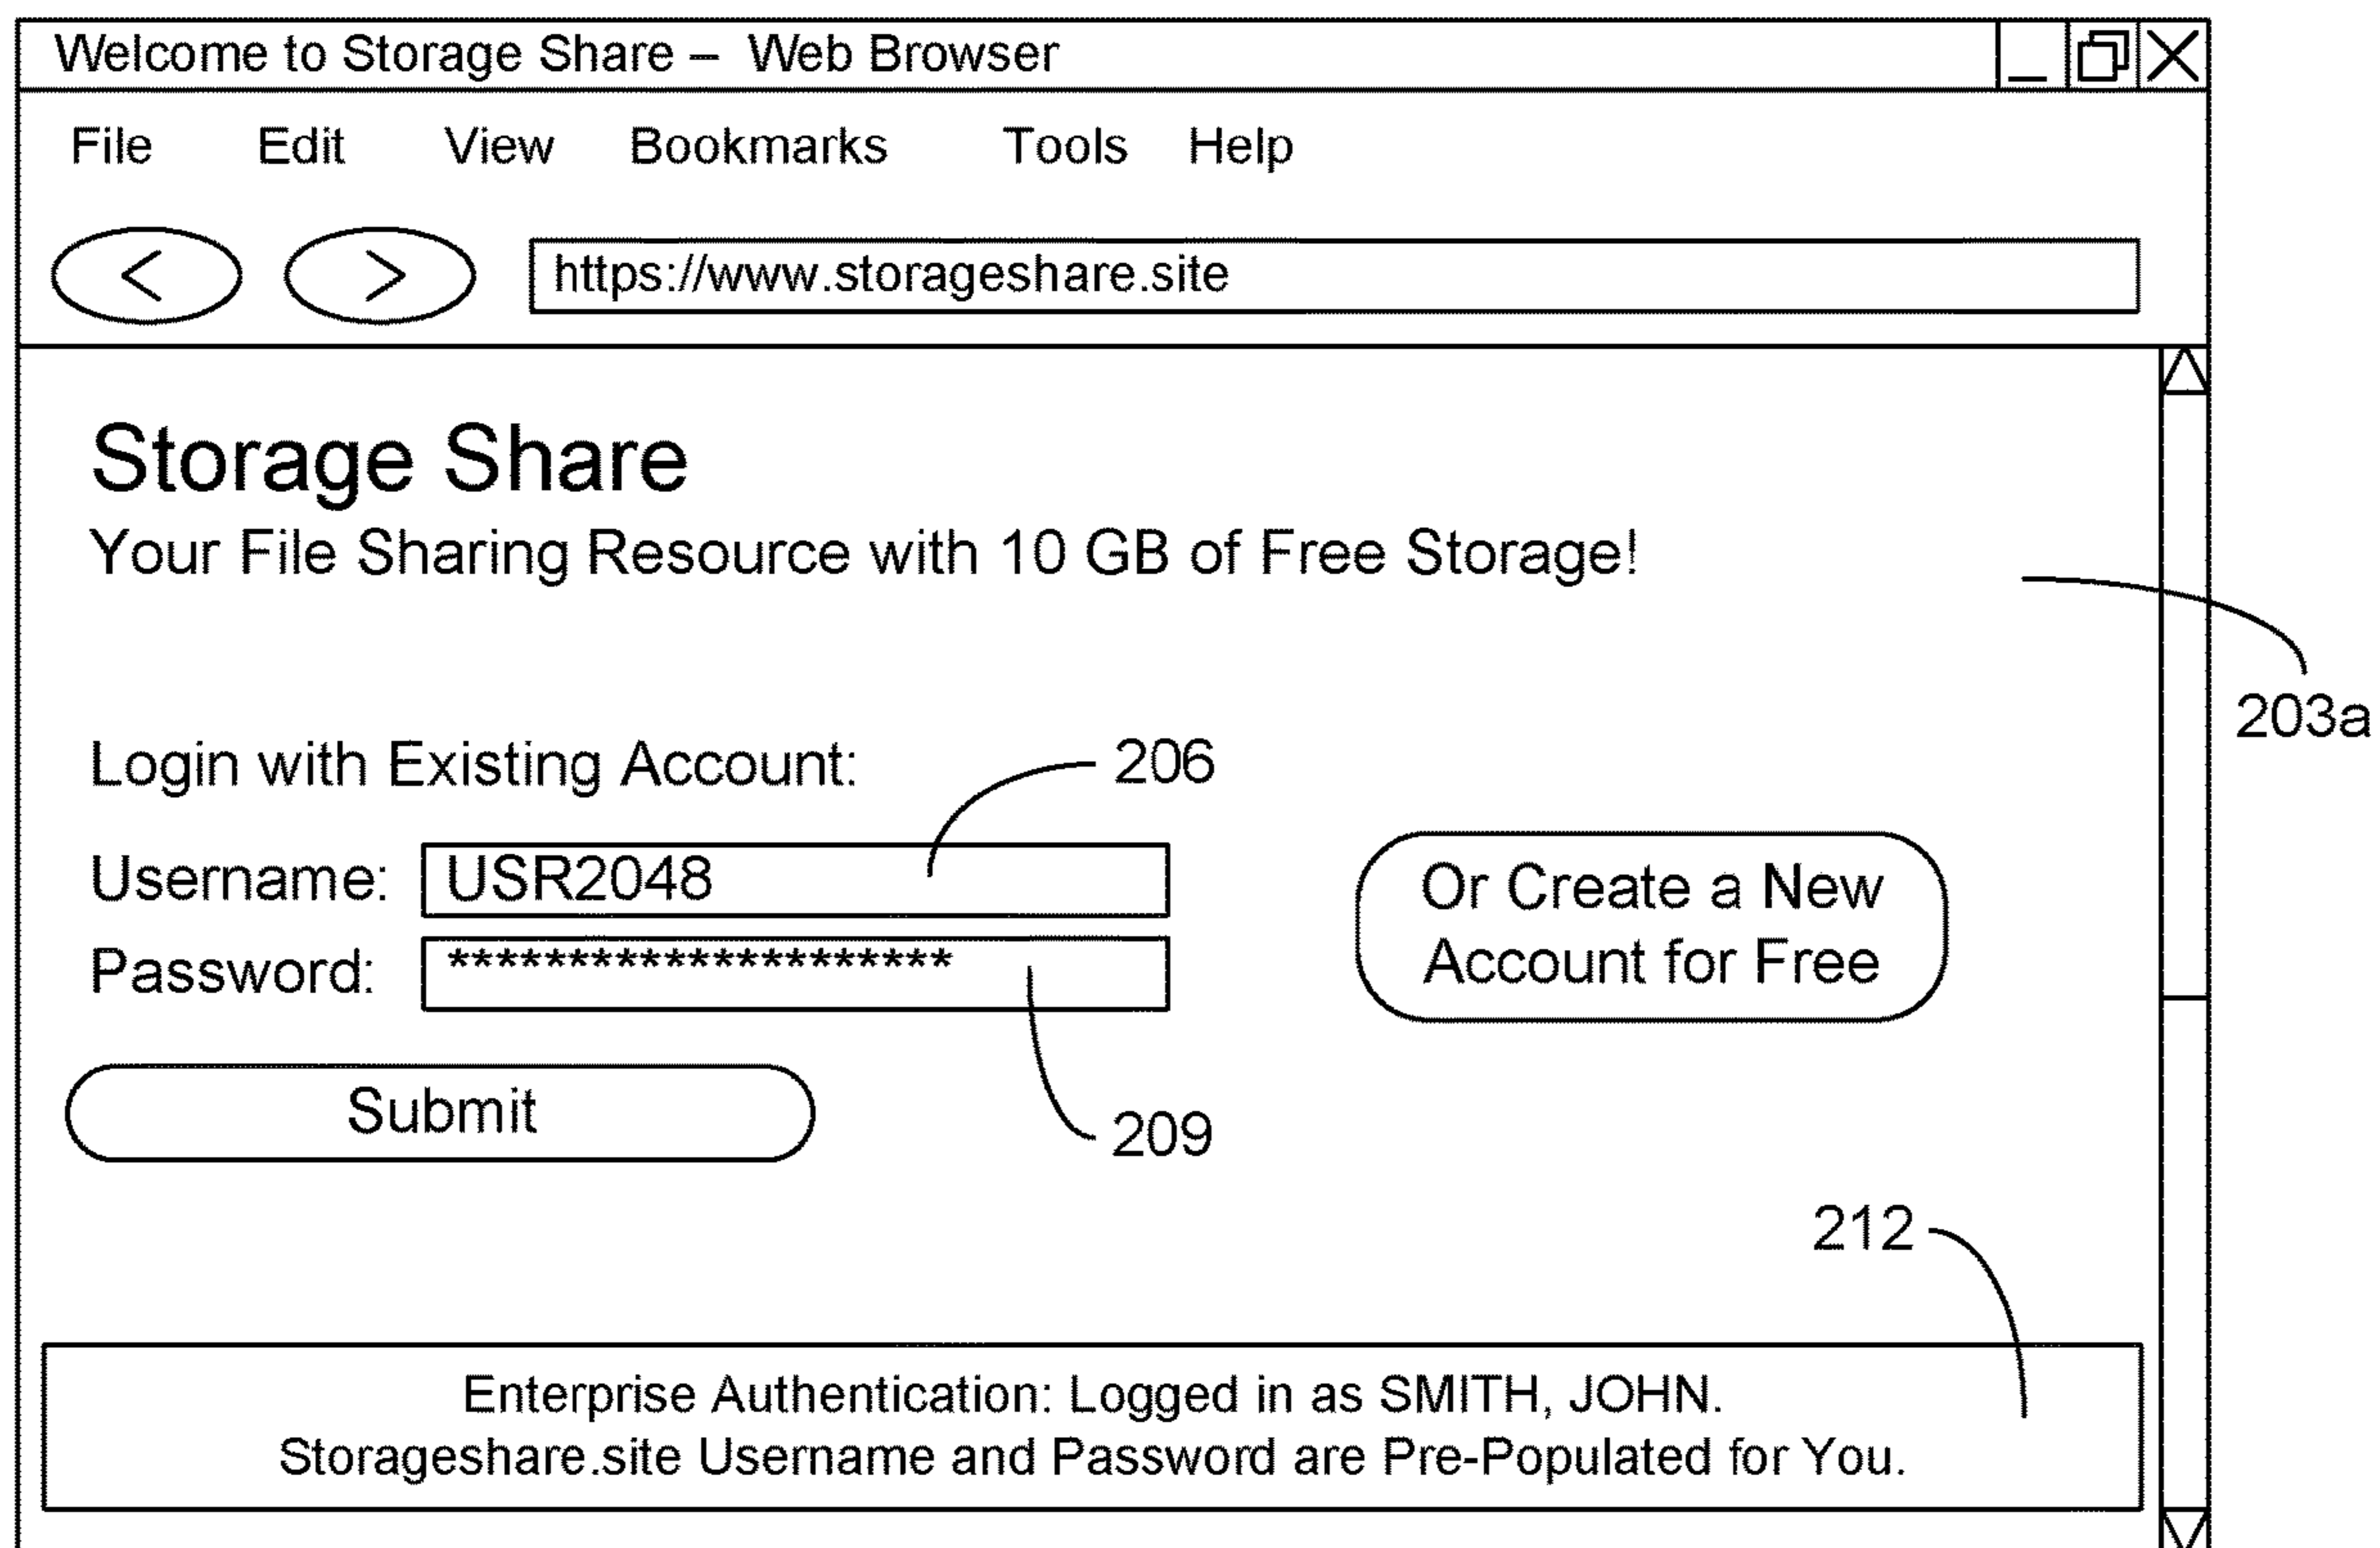 Welcome to Storage Share – Web Browser
File Edit View Bookmarks Tools Help
< > https://www.storageshare.site
Storage Share
Your File Sharing Resource with 10 GB of Free Storage!
203a
Login with Existing Account:
206
Username: USR2048
Password: *********************
Or Create a New
Account for Free
Submit
209
212
Enterprise Authentication: Logged in as SMITH, JOHN.
Storageshare.site Username and Password are Pre-Populated for You.